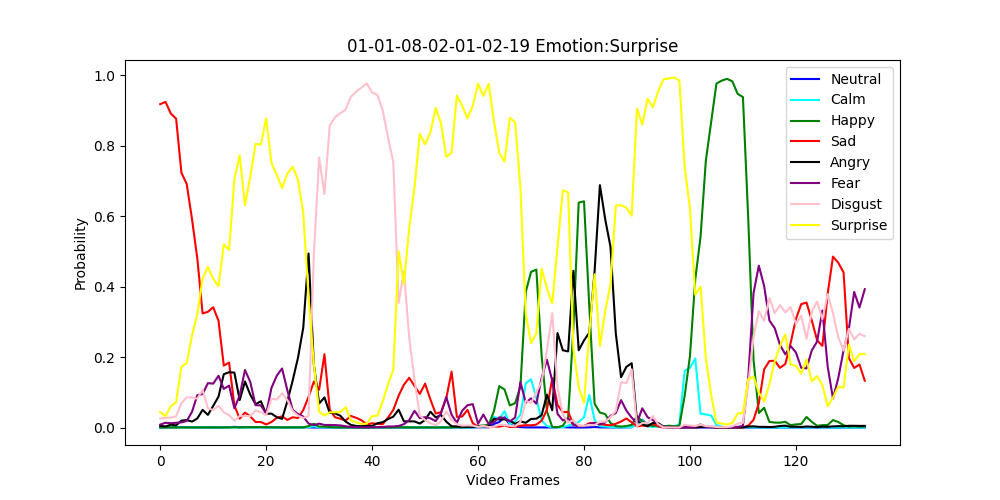 01-01-08-02-01-02-19 Emotion:Surprise
1.0
0.8
0.6
0.4
0.2
0.0
Probability
0 20 40 60 80 100 120
Video Frames
Neutral
Calm
Happy
Sad
Angry
Fear
Disgust
Surprise